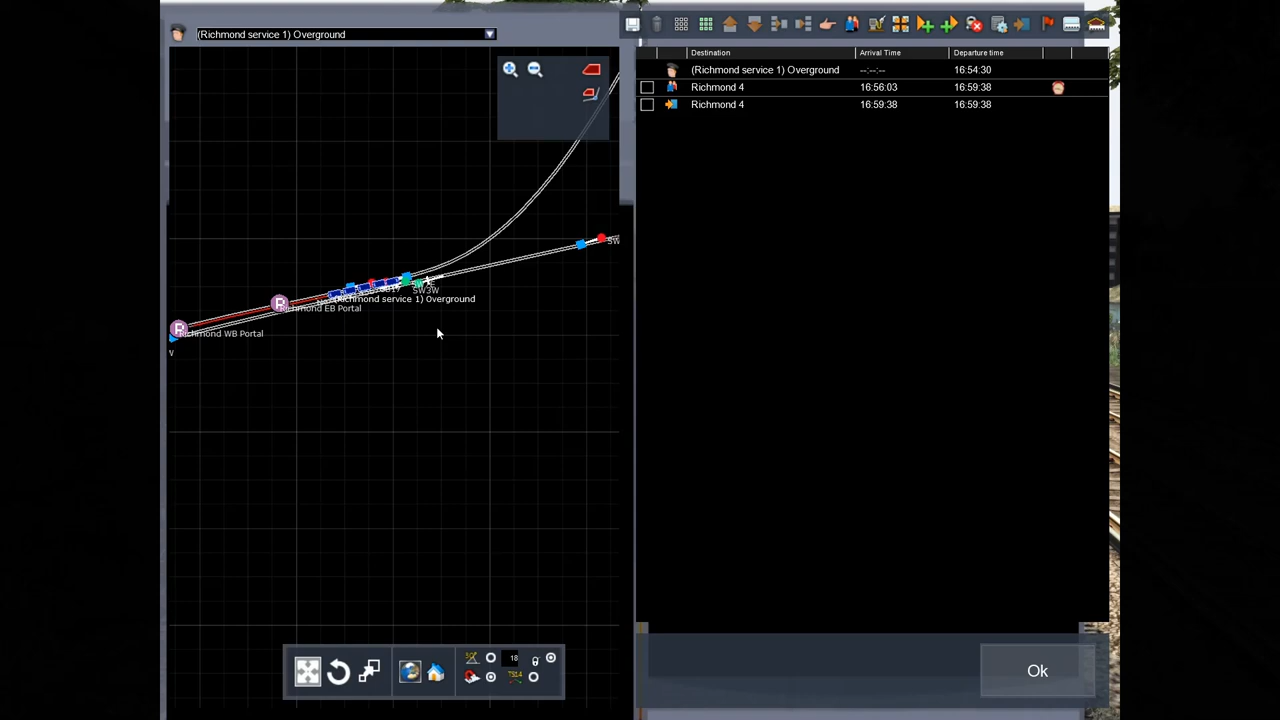 (Richmond service 1) Overground
Destination Arrival Time Departure time
(Richmond service 1) Overground --:--:-- 16:54:30
Richmond 4 16:56:03 16:59:38
Richmond 4 16:59:38 16:59:38
SW
SW3W
(Richmond service 1) Overground
Richmond EB Portal
Richmond WB Portal
W
18
Ok